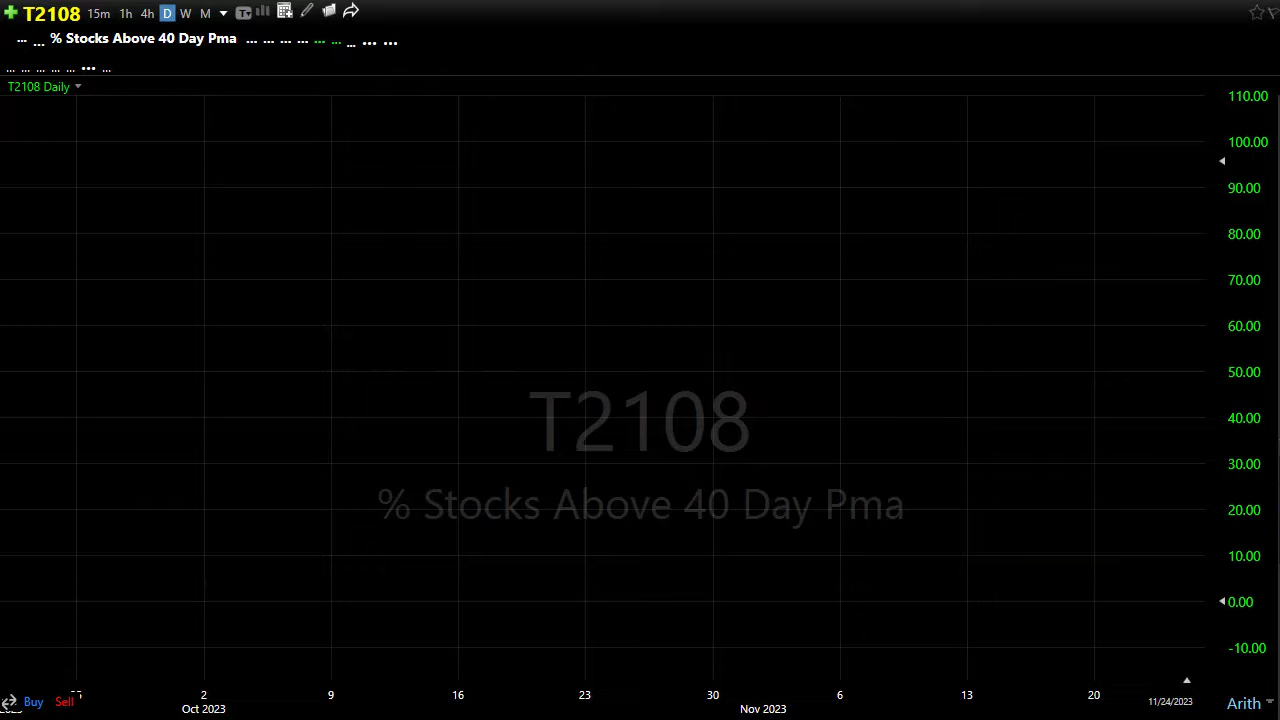 T2108 15m 1h 4h D W M
... ... % Stocks Above 40 Day Pma ... ... ... ... ... ... ... ... ...
... ... ... ... ... ... ...
T2108 Daily
110.00
100.00
90.00
80.00
70.00
60.00
50.00
40.00
30.00
20.00
10.00
0.00
-10.00
T2108
% Stocks Above 40 Day Pma
2 9 16 23 30 6 13 20
Buy Sell
Oct 2023 Nov 2023 11/24/2023
Arith